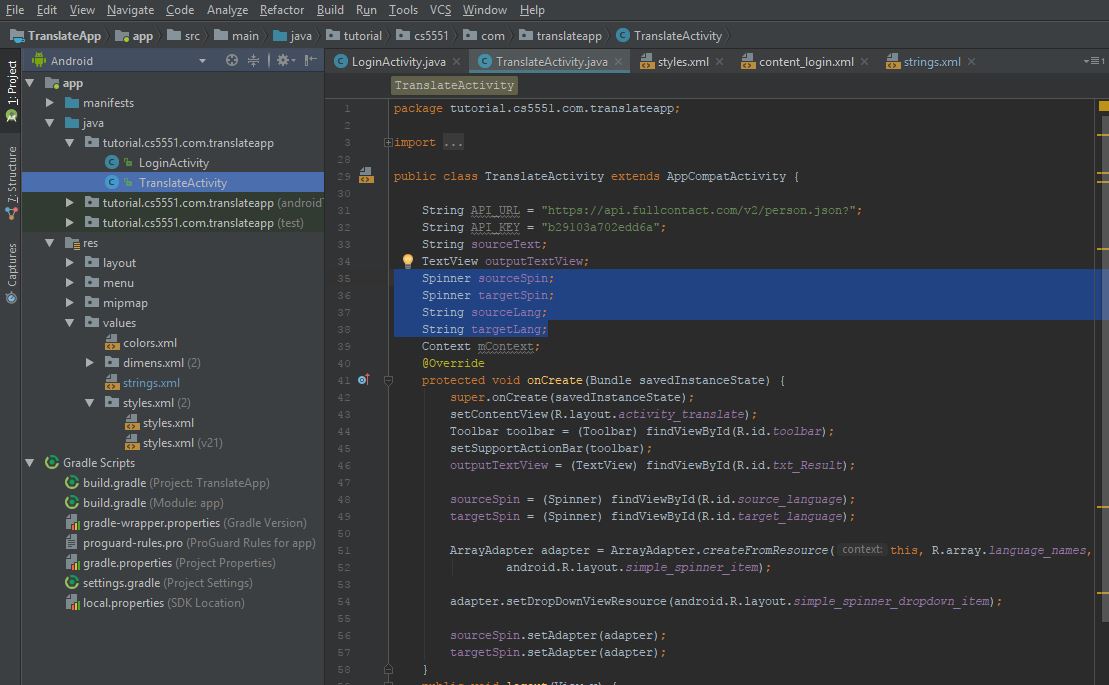 File Edit View Navigate Code Analyze Refactor Build Run Tools VCS Window Help
TranslateApp app src main java tutorial cs5551 com translateapp TranslateActivity
Android
LoginActivity.java TranslateActivity.java styles.xml content_login.xml strings.xml
1: Project
7: Structure
Captures
app
manifests
java
tutorial.cs5551.com.translateapp
LoginActivity
TranslateActivity
tutorial.cs5551.com.translateapp (android
tutorial.cs5551.com.translateapp (test)
res
layout
menu
mipmap
values
colors.xml
dimens.xml (2)
strings.xml
styles.xml (2)
styles.xml
styles.xml (v21)
Gradle Scripts
build.gradle (Project: TranslateApp)
build.gradle (Module: app)
gradle-wrapper.properties (Gradle Version)
proguard-rules.pro (ProGuard Rules for app)
gradle.properties (Project Properties)
settings.gradle (Project Settings)
local.properties (SDK Location)
TranslateActivity
1 package tutorial.cs5551.com.translateapp;
2
3 import ...
28
29 public class TranslateActivity extends AppCompatActivity {
30
31 String API_URL = "https://api.fullcontact.com/v2/person.json?";
32 String API_KEY = "b29103a702edd6a";
33 String sourceText;
34 TextView outputTextView;
35 Spinner sourceSpin;
36 Spinner targetSpin;
37 String sourceLang;
38 String targetLang;
39 Context mContext;
40 @Override
41 protected void onCreate(Bundle savedInstanceState) {
42 super.onCreate(savedInstanceState);
43 setContentView(R.layout.activity_translate);
44 Toolbar toolbar = (Toolbar) findViewById(R.id.toolbar);
45 setSupportActionBar(toolbar);
46 outputTextView = (TextView) findViewById(R.id.txt_Result);
47
48 sourceSpin = (Spinner) findViewById(R.id.source_language);
49 targetSpin = (Spinner) findViewById(R.id.target_language);
50
51 ArrayAdapter adapter = ArrayAdapter.createFromResource( context: this, R.array.language_names,
52 android.R.layout.simple_spinner_item);
53
54 adapter.setDropDownViewResource(android.R.layout.simple_spinner_dropdown_item);
55
56 sourceSpin.setAdapter(adapter);
57 targetSpin.setAdapter(adapter);
58 }
public void logout(View v) {